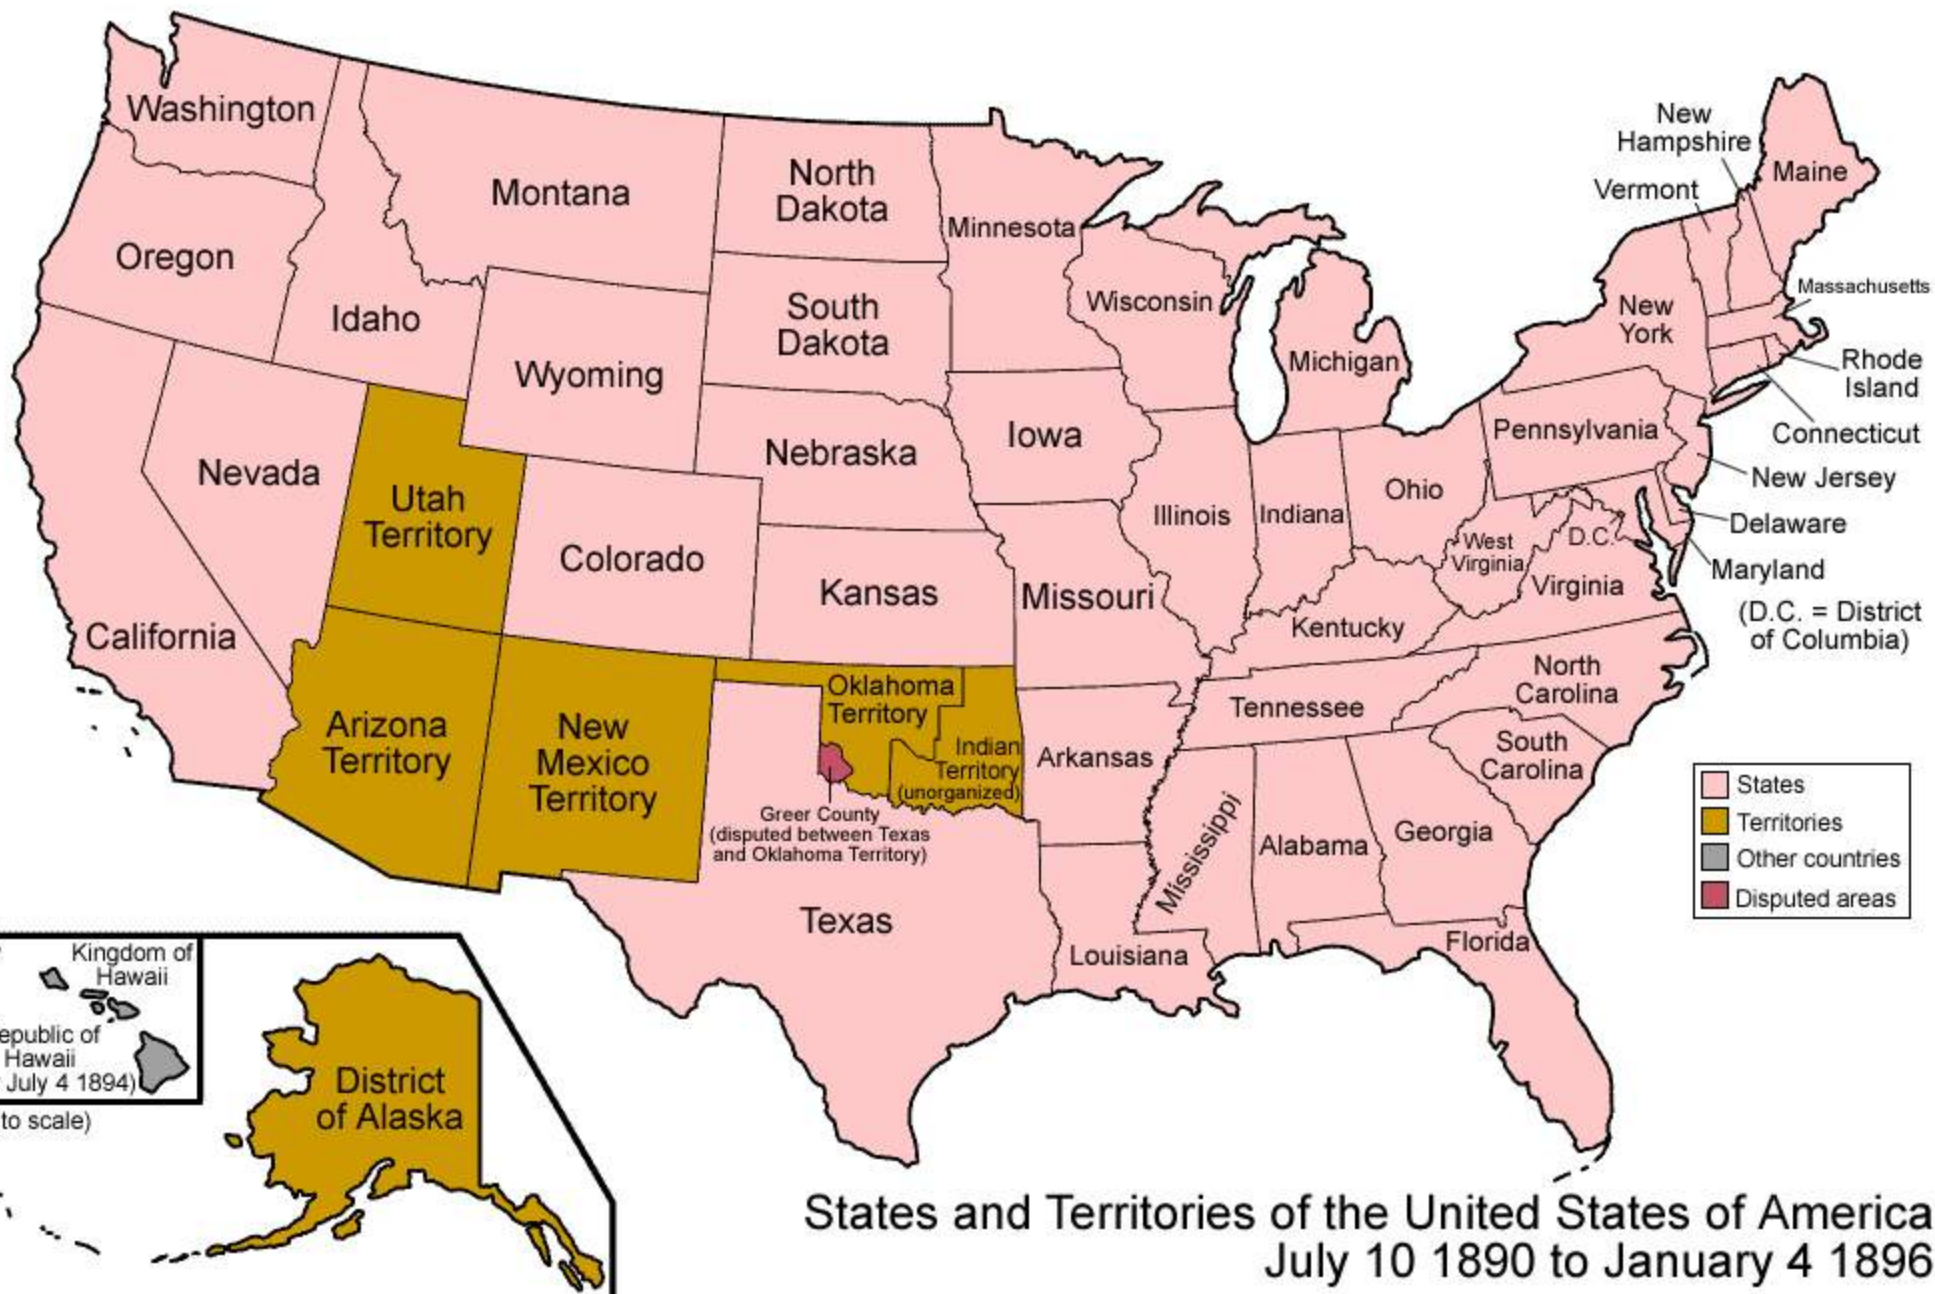 Washington
Montana
North
Dakota
Minnesota
New
Hampshire
Vermont
Maine
Oregon
Idaho
South
Dakota
Wisconsin
Michigan
New
York
Massachusetts
Rhode
Island
Connecticut
Wyoming
Nebraska
Iowa
Pennsylvania
New Jersey
Nevada
Utah
Territory
Colorado
Kansas
Missouri
Illinois
Indiana
Ohio
West
Virginia
D.C.
Virginia
Delaware
Maryland
(D.C. = District
of Columbia)
California
Kentucky
Arizona
Territory
New
Mexico
Territory
Oklahoma
Territory
Indian
Territory
(unorganized)
Greer County
(disputed between Texas
and Oklahoma Territory)
Arkansas
Tennessee
North
Carolina
South
Carolina
Mississippi
Alabama
Georgia
Texas
Louisiana
Florida
States
Territories
Other countries
Disputed areas
Kingdom of
Hawaii
epublic of
Hawaii
July 4 1894)
to scale)
District
of Alaska
States and Territories of the United States of America
July 10 1890 to January 4 1896